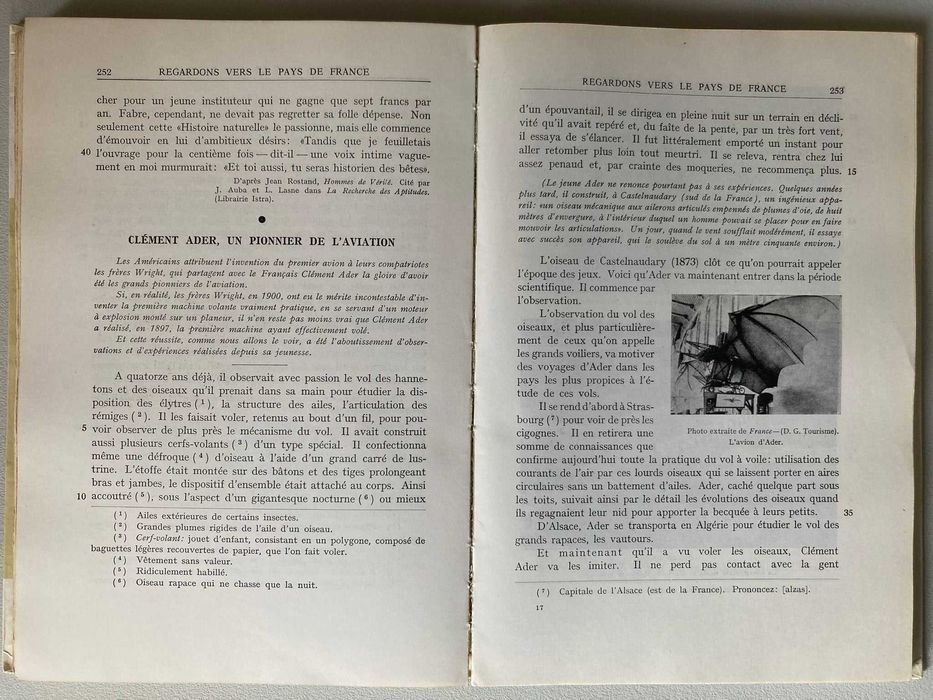 252 REGARDONS VERS LE PAYS DE FRANCE
cher pour un jeune instituteur qui ne gagne que sept francs par
an. Fabre, cependant, ne devait pas regretter sa folle dépense. Non
seulement cette «Histoire naturelle» le passionne, mais elle commence
d'émouvoir en lui d'ambitieux désirs: «Tandis que je feuilletais
40 l'ouvrage pour la centième fois — dit-il — une voix intime vague-
ment en moi murmurait: «Et toi aussi, tu seras historien des bêtes».
D'après Jean Rostand, Hommes de Vérité. Cité par
J. Auba et L. Lasne dans La Recherche des Aptitudes.
(Librairie Istra).
●
CLÉMENT ADER, UN PIONNIER DE L'AVIATION
Les Américains attribuent l'invention du premier avion à leurs compatriotes
les frères Wright, qui partagent avec le Français Clément Ader la gloire d'avoir
été les grands pionniers de l'aviation.
Si, en réalité, les frères Wright, en 1900, ont eu le mérite incontestable d'in-
venter la première machine volante vraiment pratique, en se servant d'un moteur
à explosion monté sur un planeur, il n'en reste pas moins vrai que Clément Ader
a réalisé, en 1897, la première machine ayant effectivement volé.
Et cette réussite, comme nous allons le voir, a été l'aboutissement d'obser-
vations et d'expériences réalisées depuis sa jeunesse.
A quatorze ans déjà, il observait avec passion le vol des hanne-
tons et des oiseaux qu'il prenait dans sa main pour étudier la dis-
position des élytres (¹), la structure des ailes, l'articulation des
rémiges (²). Il les faisait voler, retenus au bout d'un fil, pour pou-
5 voir observer de plus près le mécanisme du vol. Il avait construit
aussi plusieurs cerfs-volants (³) d'un type spécial. Il confectionna
même une défroque (⁴) d'oiseau à l'aide d'un grand carré de lus-
trine. L'étoffe était montée sur des bâtons et des tiges prolongeant
bras et jambes, le dispositif d'ensemble était attaché au corps. Ainsi
10 accoutré (⁵), sous l'aspect d'un gigantesque nocturne (⁶) ou mieux
(¹) Ailes extérieures de certains insectes.
(²) Grandes plumes rigides de l'aile d'un oiseau.
(³) Cerf-volant: jouet d'enfant, consistant en un polygone, composé de
baguettes légères recouvertes de papier, que l'on fait voler.
(⁴) Vêtement sans valeur.
(⁵) Ridiculement habillé.
(⁶) Oiseau rapace qui ne chasse que la nuit.
REGARDONS VERS LE PAYS DE FRANCE 253
d'un épouvantail, il se dirigea en pleine nuit sur un terrain en décli-
vité qu'il avait repéré et, du faîte de la pente, par un très fort vent,
il essaya de s'élancer. Il fut littéralement emporté un instant pour
aller retomber plus loin tout meurtri. Il se releva, rentra chez lui
assez penaud et, par crainte des moqueries, ne recommença plus. 15
(Le jeune Ader ne renonce pourtant pas à ses expériences. Quelques années
plus tard, il construit, à Castelnaudary (sud de la France), un ingénieux appa-
reil: «un oiseau mécanique aux ailerons articulés empennés de plumes d'oie, de huit
mètres d'envergure, à l'intérieur duquel un homme pouvait se placer pour en faire
mouvoir les articulations». Un jour, quand le vent soufflait modérément, il essaye
avec succès son appareil, qui le soulève du sol à un mètre cinquante environ.)
L'oiseau de Castelnaudary (1873) clôt ce qu'on pourrait appeler
l'époque des jeux. Voici qu'Ader va maintenant entrer dans la période
scientifique. Il commence par
l'observation.
L'observation du vol des
oiseaux, et plus particulière-
ment de ceux qu'on appelle
les grands voiliers, va motiver
des voyages d'Ader dans les
pays les plus propices à l'é-
tude de ces vols.
Il se rend d'abord à Stras-
bourg (⁷) pour voir de près les
cigognes. Il en retirera une
somme de connaissances que
Photo extraite de France—(D. G. Tourisme).
L'avion d'Ader.
confirme aujourd'hui toute la pratique du vol à voile: utilisation des
courants de l'air par ces lourds oiseaux qui se laissent porter en aires
circulaires sans un battement d'ailes. Ader, caché quelque part sous
les toits, suivait ainsi par le détail les évolutions des oiseaux quand
ils regagnaient leur nid pour apporter la becquée à leurs petits. 35
D'Alsace, Ader se transporta en Algérie pour étudier le vol des
grands rapaces, les vautours.
Et maintenant qu'il a vu voler les oiseaux, Clément
Ader va les imiter. Il ne perd pas contact avec la gent
(⁷) Capitale de l'Alsace (est de la France). Prononcez: [alzas].
17